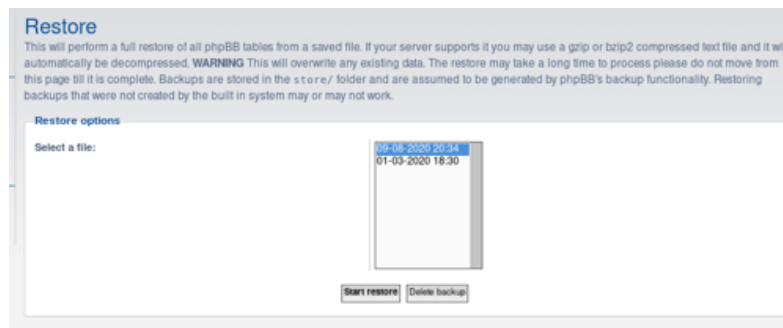 Restore
This will perform a full restore of all phpBB tables from a saved file. If your server supports it you may use a gzip or bzip2 compressed text file and it wi
automatically be decompressed. WARNING This will overwrite any existing data. The restore may take a long time to process please do not move from
this page till it is complete. Backups are stored in the store/ folder and are assumed to be generated by phpBB's backup functionality. Restoring
backups that were not created by the built in system may or may not work.
Restore options
Select a file:
09-08-2020 20:34
01-03-2020 18:30
Start restore Delete backup